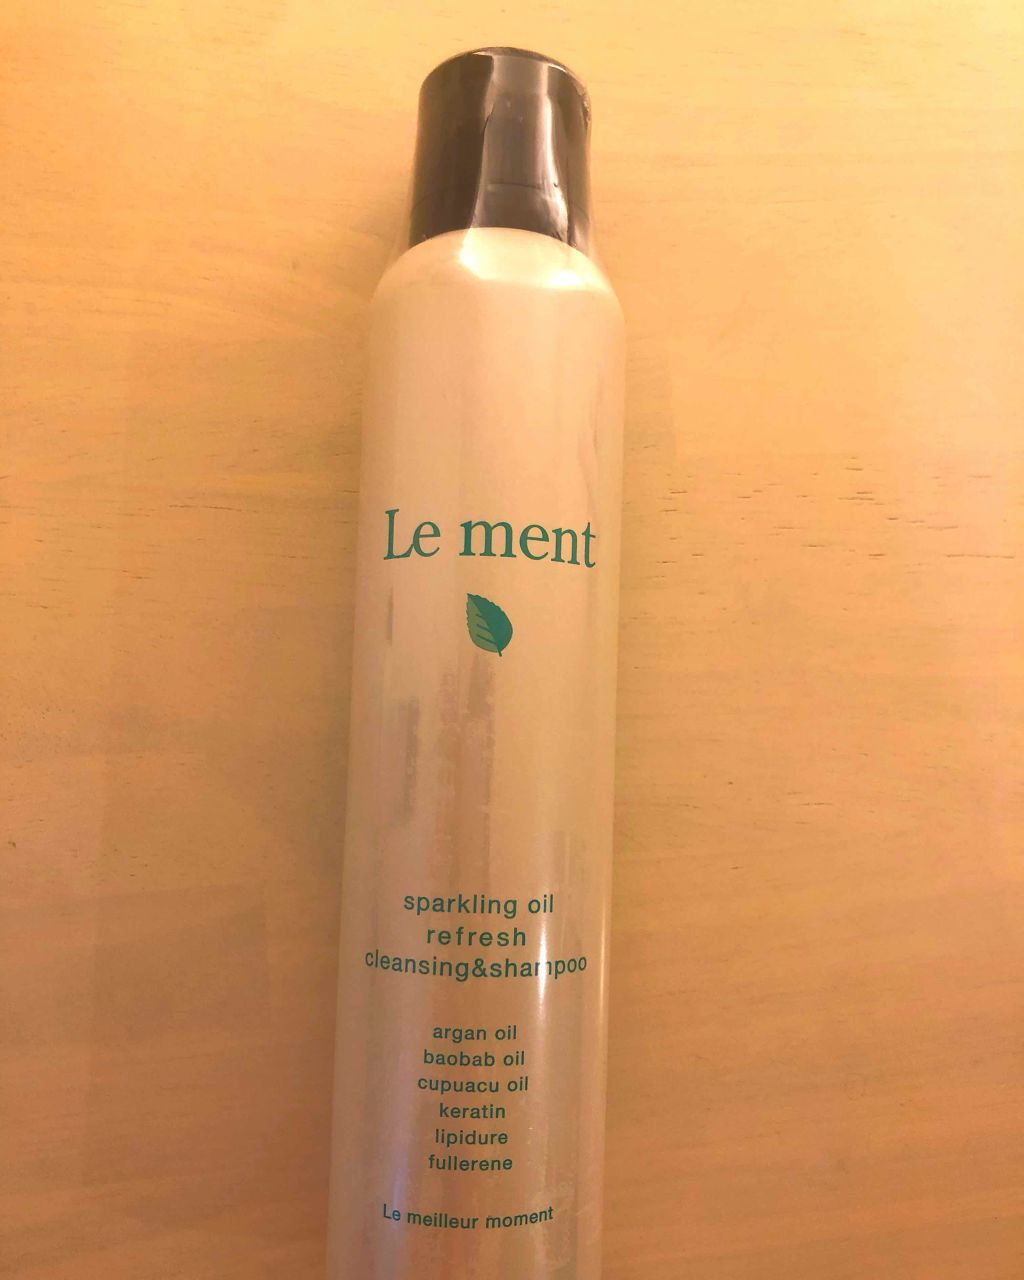 Le ment
sparkling oil
refresh
cleansing&shampoo
argan oil
baobab oil
cupuacu oil
keratin
lipidure
fullerene
Le meilleur moment